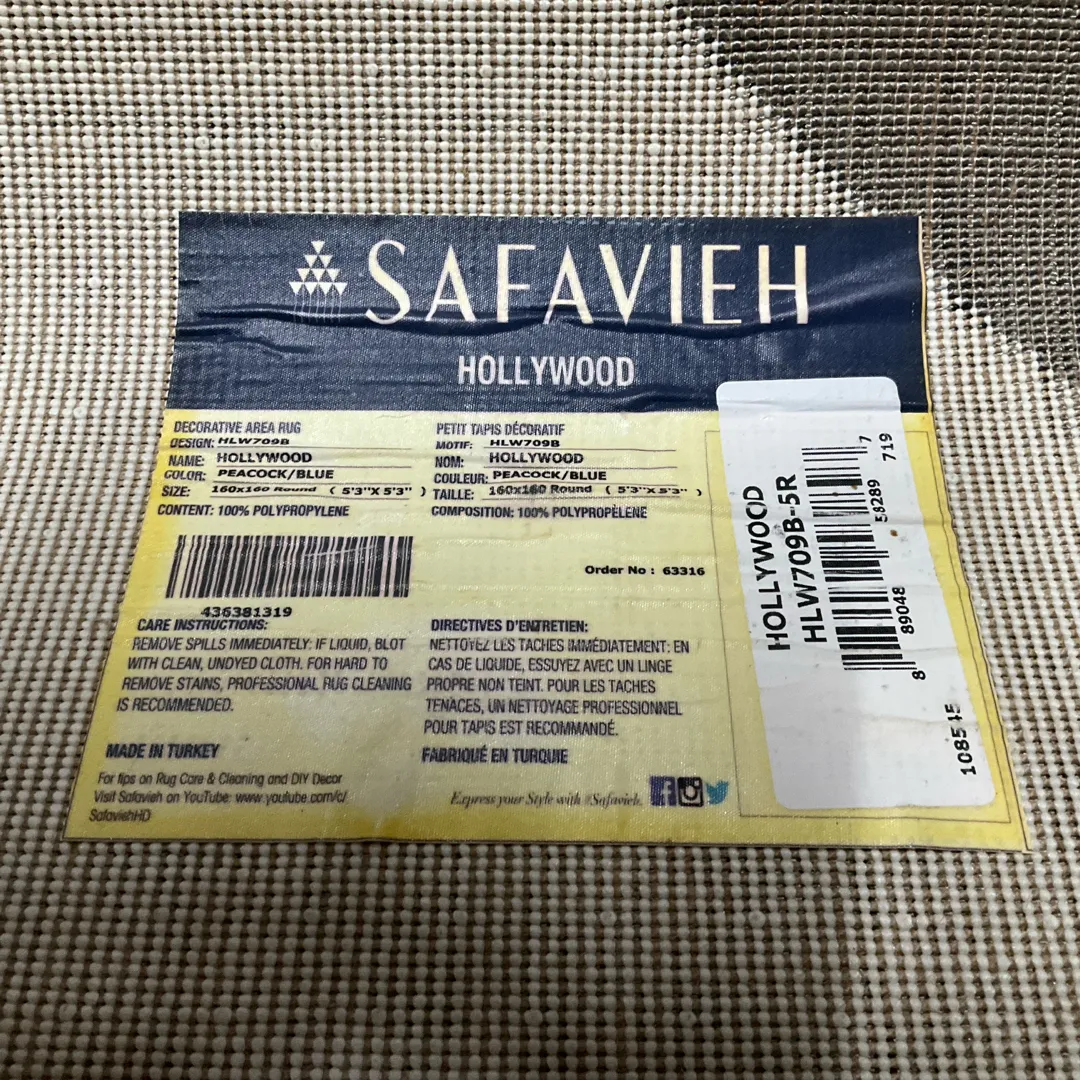 SAFAVIEH
HOLLYWOOD
DECORATIVE AREA RUG
DESIGN: HLW709B
NAME: HOLLYWOOD
COLOR: PEACOCK/BLUE
SIZE: 160x160 Round ( 5'3"X 5'3" )
CONTENT: 100% POLYPROPYLENE
436381319
CARE INSTRUCTIONS:
REMOVE SPILLS IMMEDIATELY: IF LIQUID, BLOT
WITH CLEAN, UNDYED CLOTH. FOR HARD TO
REMOVE STAINS, PROFESSIONAL RUG CLEANING
IS RECOMMENDED.
MADE IN TURKEY
For tips on Rug Care & Cleaning and DIY Decor
Visit Safavieh on YouTube: www.youtube.com/c/
SafaviehHD
PETIT TAPIS DÉCORATIF
MOTIF: HLW709B
NOM: HOLLYWOOD
COULEUR: PEACOCK/BLUE
TAILLE: 160x160 Round ( 5'3"X 5'3" )
COMPOSITION: 100% POLYPROPÈLENE
Order No : 63316
DIRECTIVES D'ENTRETIEN:
NETTOYEZ LES TACHES IMMÉDIATEMENT: EN
CAS DE LIQUIDE, ESSUYEZ AVEC UN LINGE
PROPRE NON TEINT. POUR LES TACHES
TENACES, UN NETTOYAGE PROFESSIONNEL
POUR TAPIS EST RECOMMANDÉ.
FABRIQUÉ EN TURQUIE
Express your Style with #Safavieh.
HOLLYWOOD
HLW709B-5R
8 89048 58289 7
719
108545